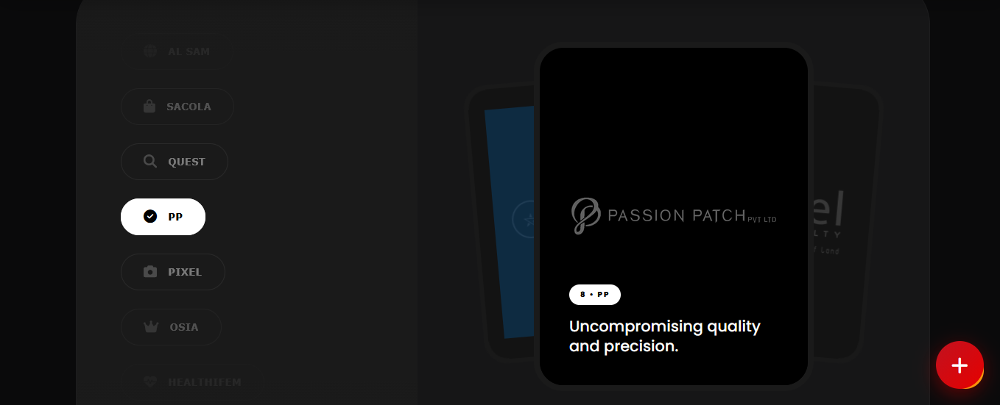 AL SAM
SACOLA
QUEST
PP
PIXEL
OSIA
HEALTHIFEM
PASSION PATCH PVT LTD
8 • PP
Uncompromising quality
and precision.
el
LTY
f Land